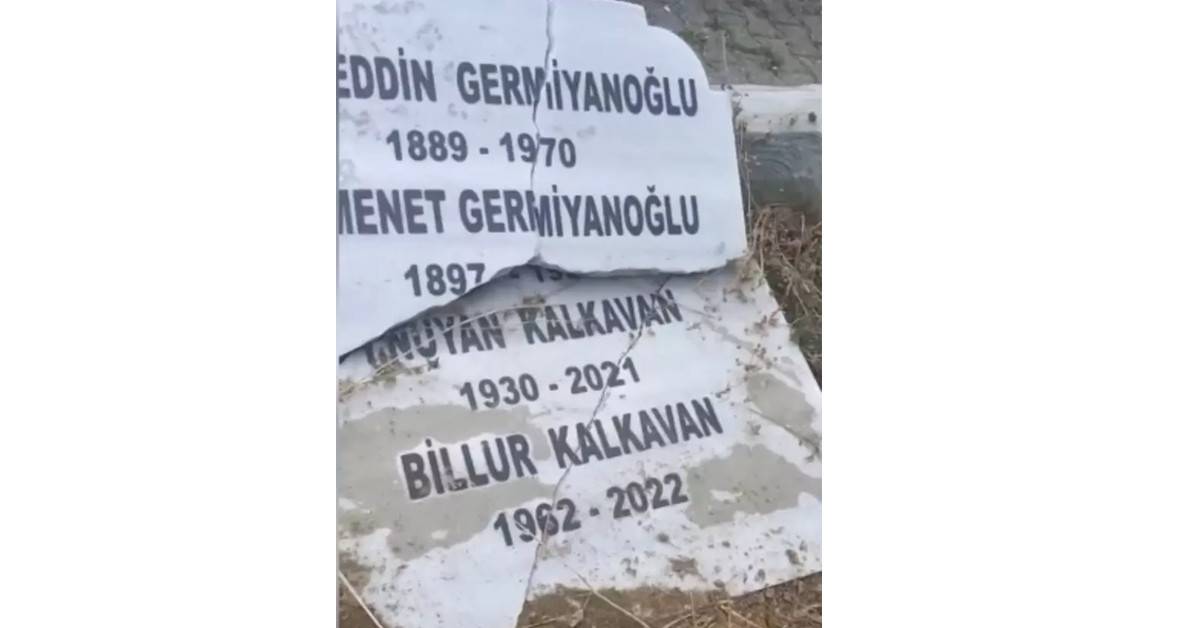 EDDİN GERMİYANOĞLU
1889 - 1970
MENET GERMİYANOĞLU
1897 -
KALKAVAN
1930 - 2021
BİLLUR KALKAVAN
1962 - 2022